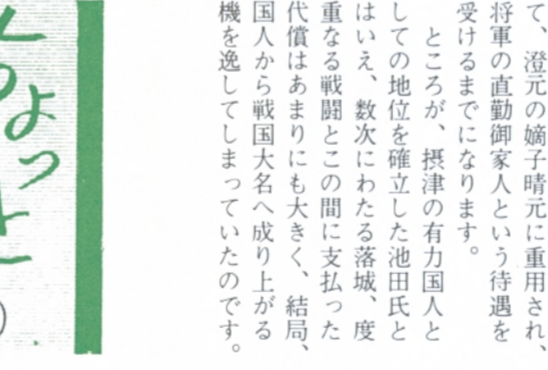 て、澄元の嫡子晴元に重用され、
将軍の直勤御家人という待遇を
受けるまでになります。
ところが、摂津の有力国人と
しての地位を確立した池田氏と
はいえ、数次にわたる落城、度
重なる戦闘とこの間に支払った
代償はあまりにも大きく、結局、
国人から戦国大名へ成り上がる
機を逸してしまっていたのです。
ちょっと